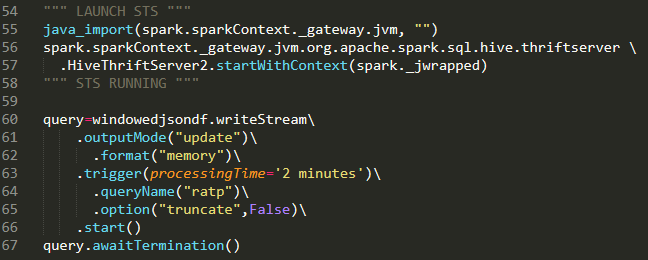 54 """ LAUNCH STS """
55 java_import(spark.sparkContext._gateway.jvm, "")
56 spark.sparkContext._gateway.jvm.org.apache.spark.sql.hive.thriftserver \
57   .HiveThriftServer2.startWithContext(spark._jwrapped)
58 """ STS RUNNING """
59
60 query=windowedjsondf.writeStream\
61     .outputMode("update")\
62       .format("memory")\
63     .trigger(processingTime='2 minutes')\
64       .queryName("ratp")\
65       .option("truncate",False)\
66     .start()
67 query.awaitTermination()